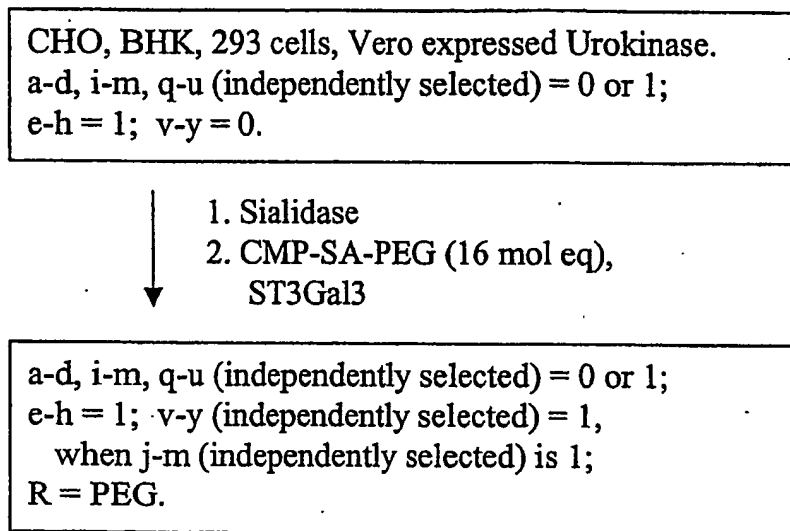 CHO, BHK, 293 cells, Vero expressed Urokinase.
a-d, i-m, q-u (independently selected) = 0 or 1;
e-h = 1; v-y = 0.
1. Sialidase
2. CMP-SA-PEG (16 mol eq),
ST3Gal3
a-d, i-m, q-u (independently selected) = 0 or 1;
e-h = 1; v-y (independently selected) = 1,
when j-m (independently selected) is 1;
R = PEG.